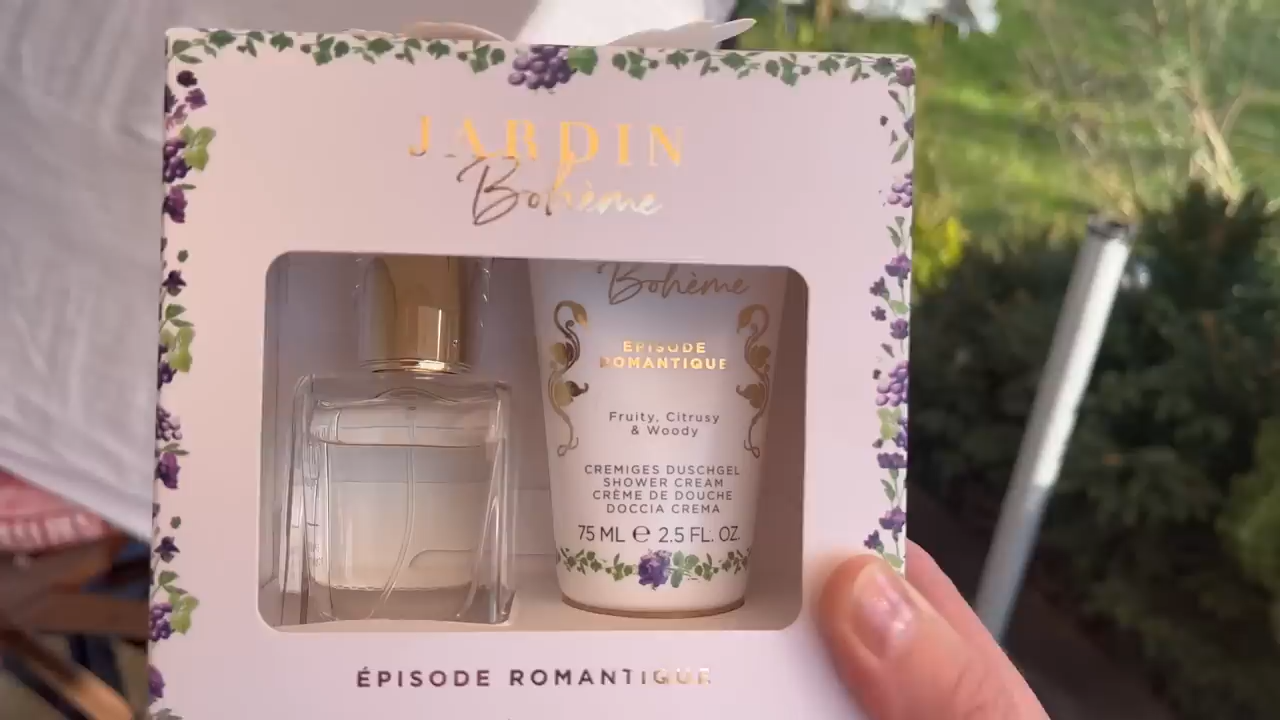 JARDIN
Bohème
Bohème
ÉPISODE
ROMANTIQUE
Fruity, Citrusy
& Woody
CREMIGES DUSCHGEL
SHOWER CREAM
CRÈME DE DOUCHE
DOCCIA CREMA
75 ML ℮ 2.5 FL. OZ.
ÉPISODE ROMANTIQUE